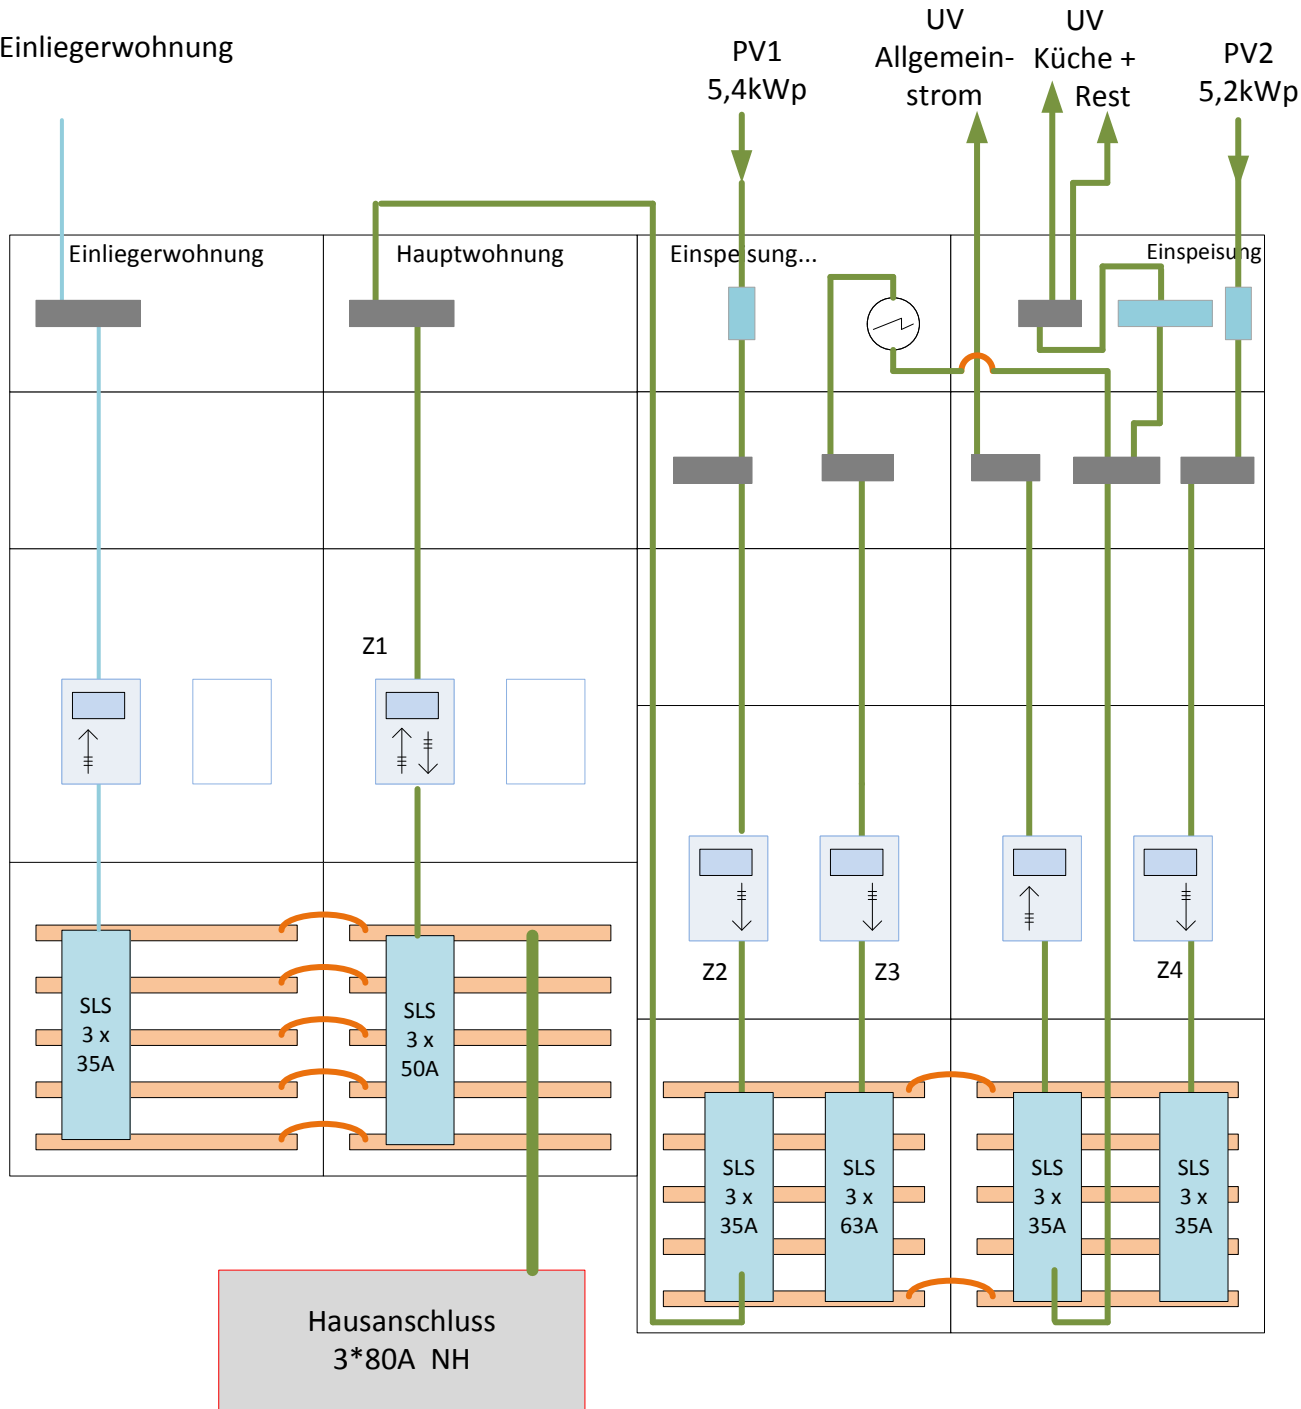 Einliegerwohnung
PV1
5,4kWp
UV
Allgemein-
strom
UV
Küche +
Rest
PV2
5,2kWp
Einliegerwohnung
Hauptwohnung
Einspeisung...
Einspeisung
Z1
Z2
Z3
Z4
SLS
3 x
35A
SLS
3 x
50A
SLS
3 x
35A
SLS
3 x
63A
SLS
3 x
35A
SLS
3 x
35A
Hausanschluss
3*80A NH